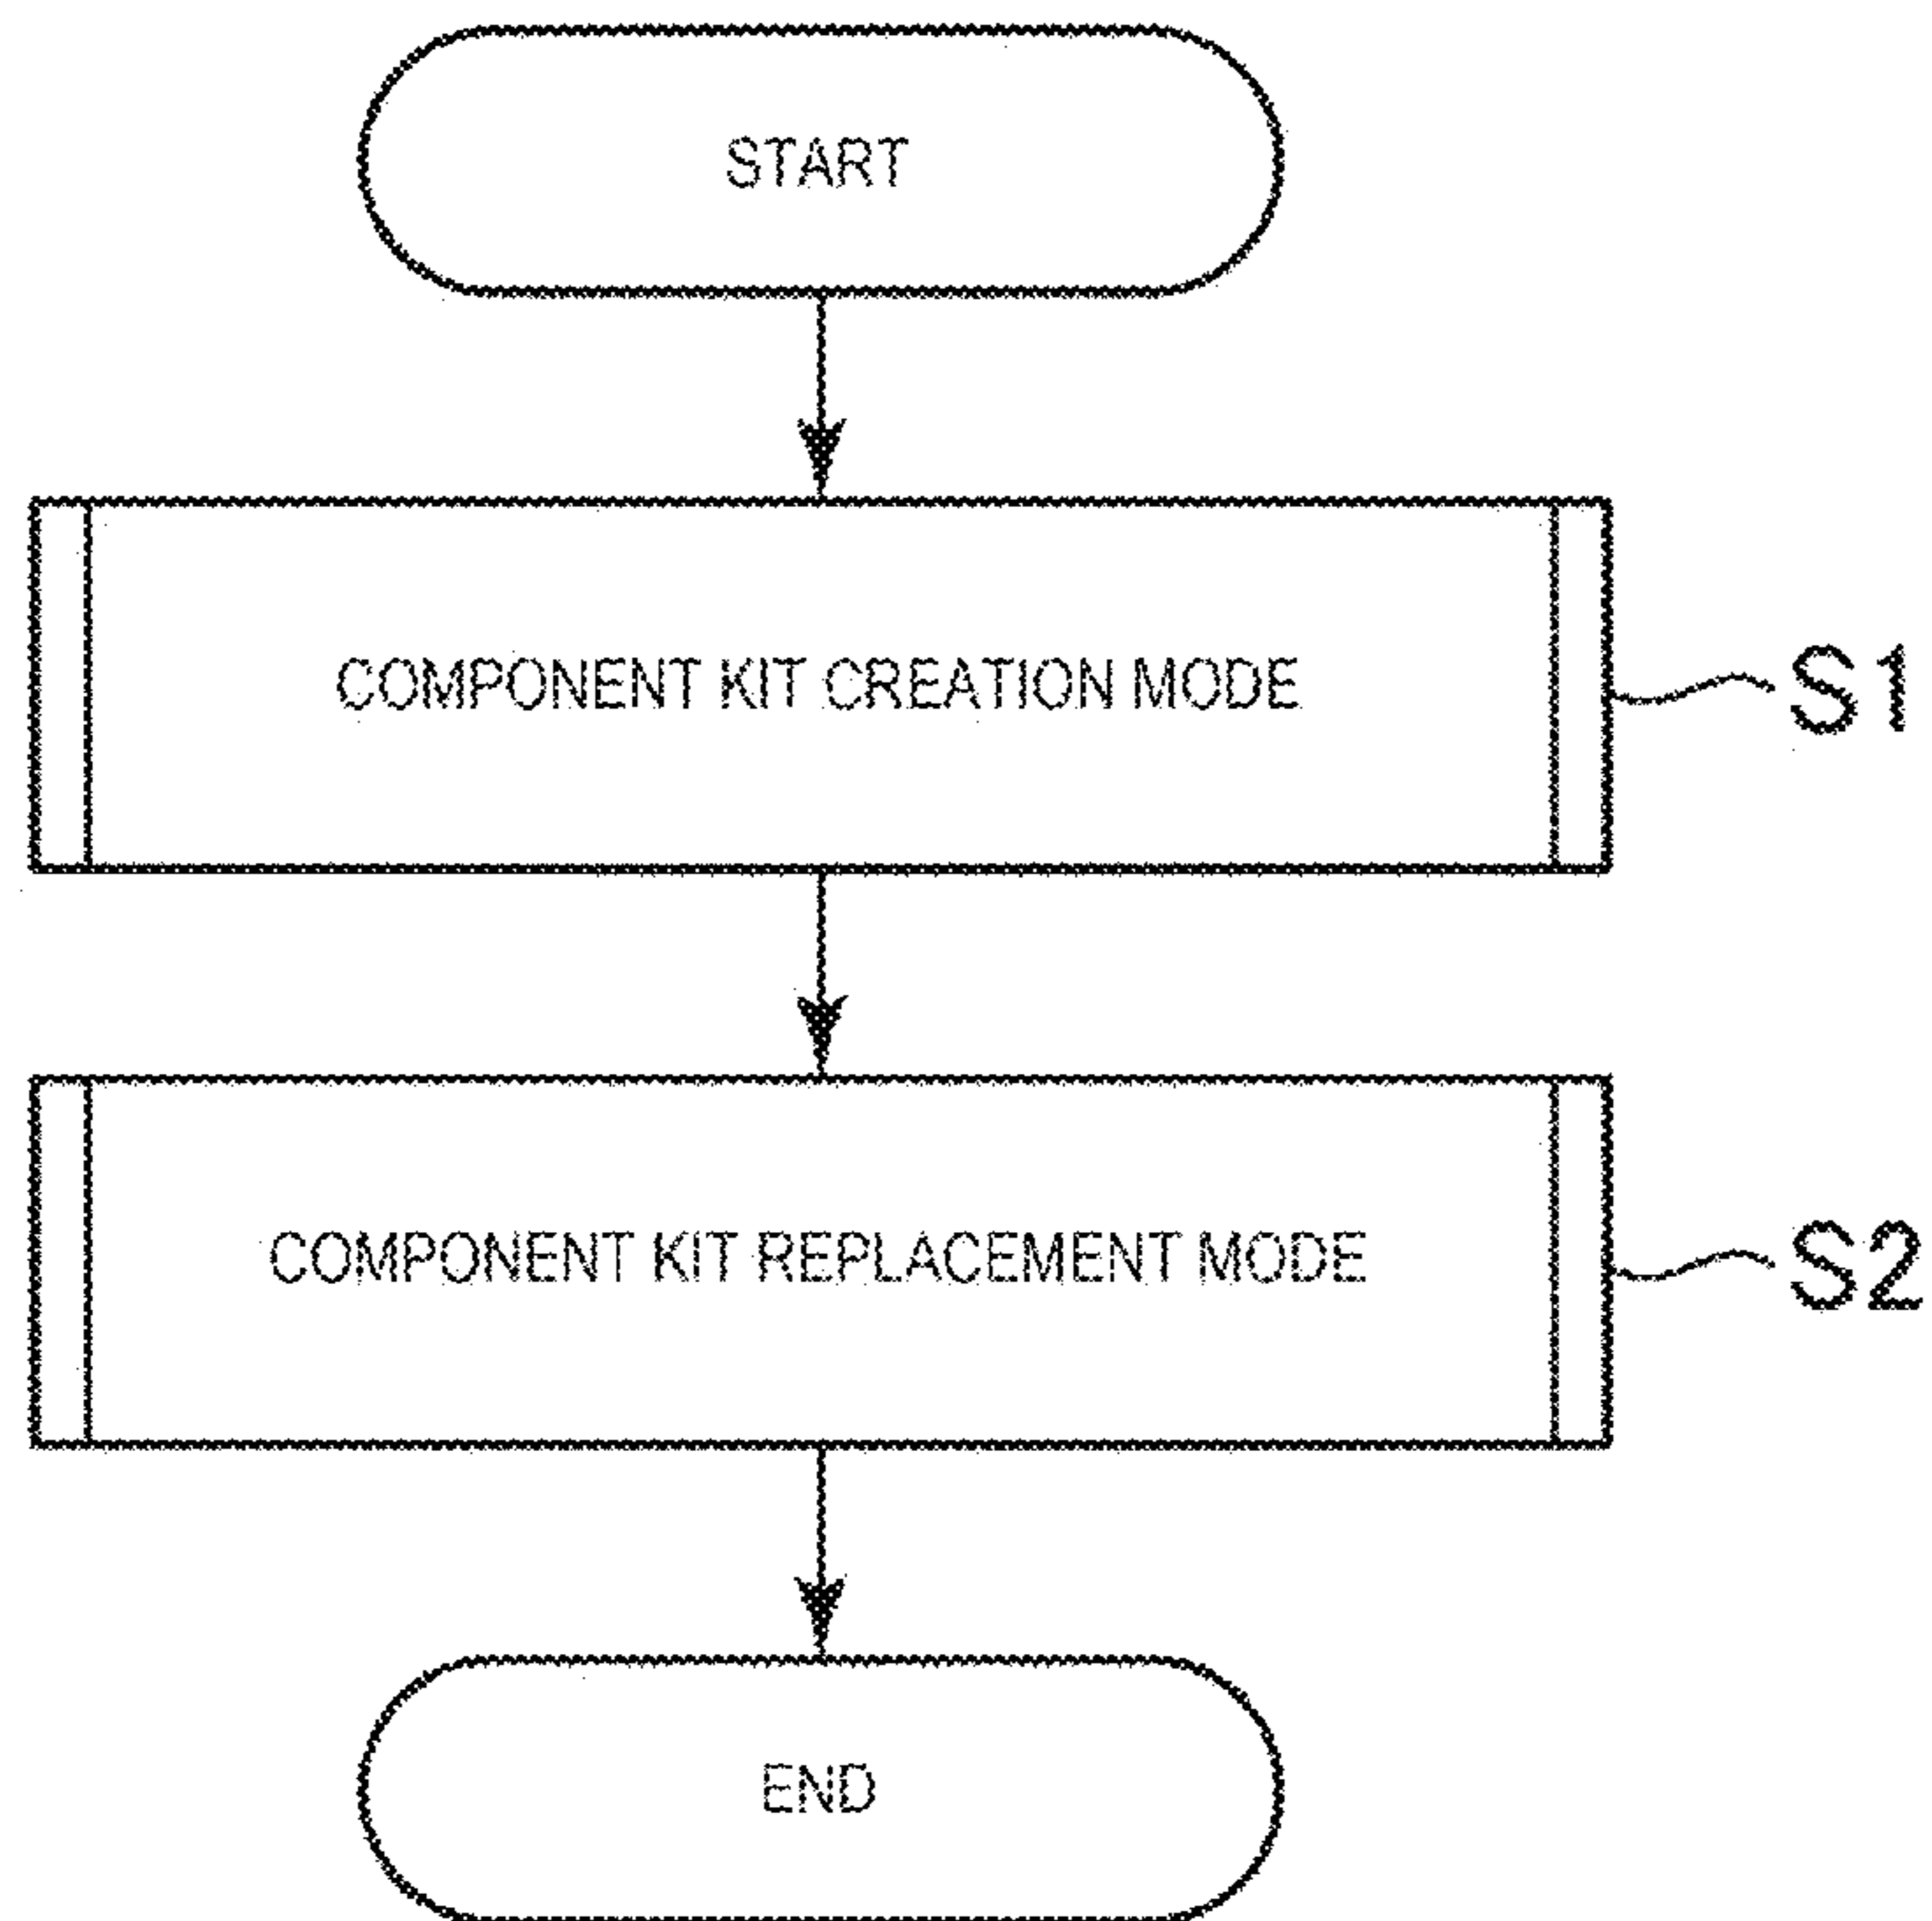 START
COMPONENT KIT CREATION MODE
S1
COMPONENT KIT REPLACEMENT MODE
S2
END